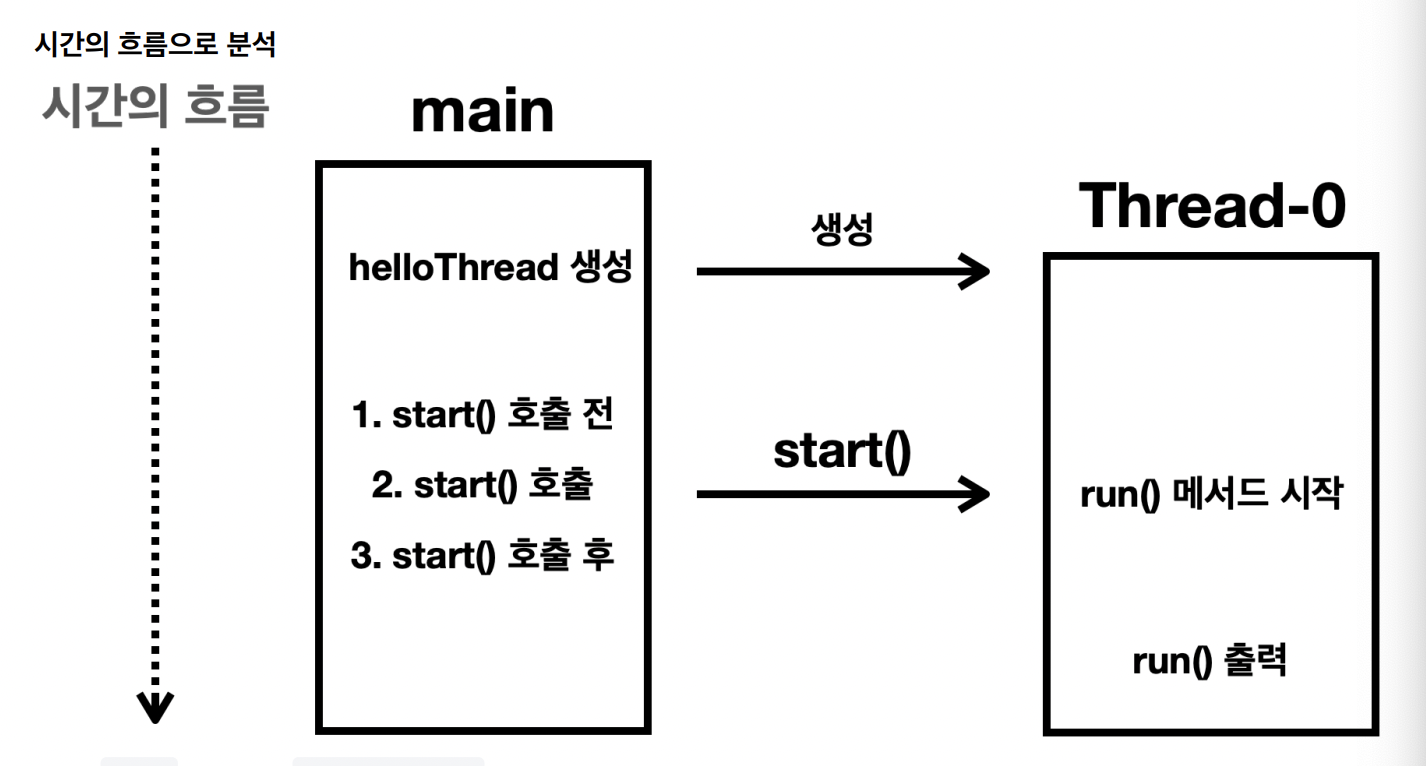 시간의 흐름으로 분석
시간의 흐름
main
Thread-0
생성
helloThread 생성
1. start() 호출 전
start()
2. start() 호출
run() 메서드 시작
3. start() 호출 후
run() 출력